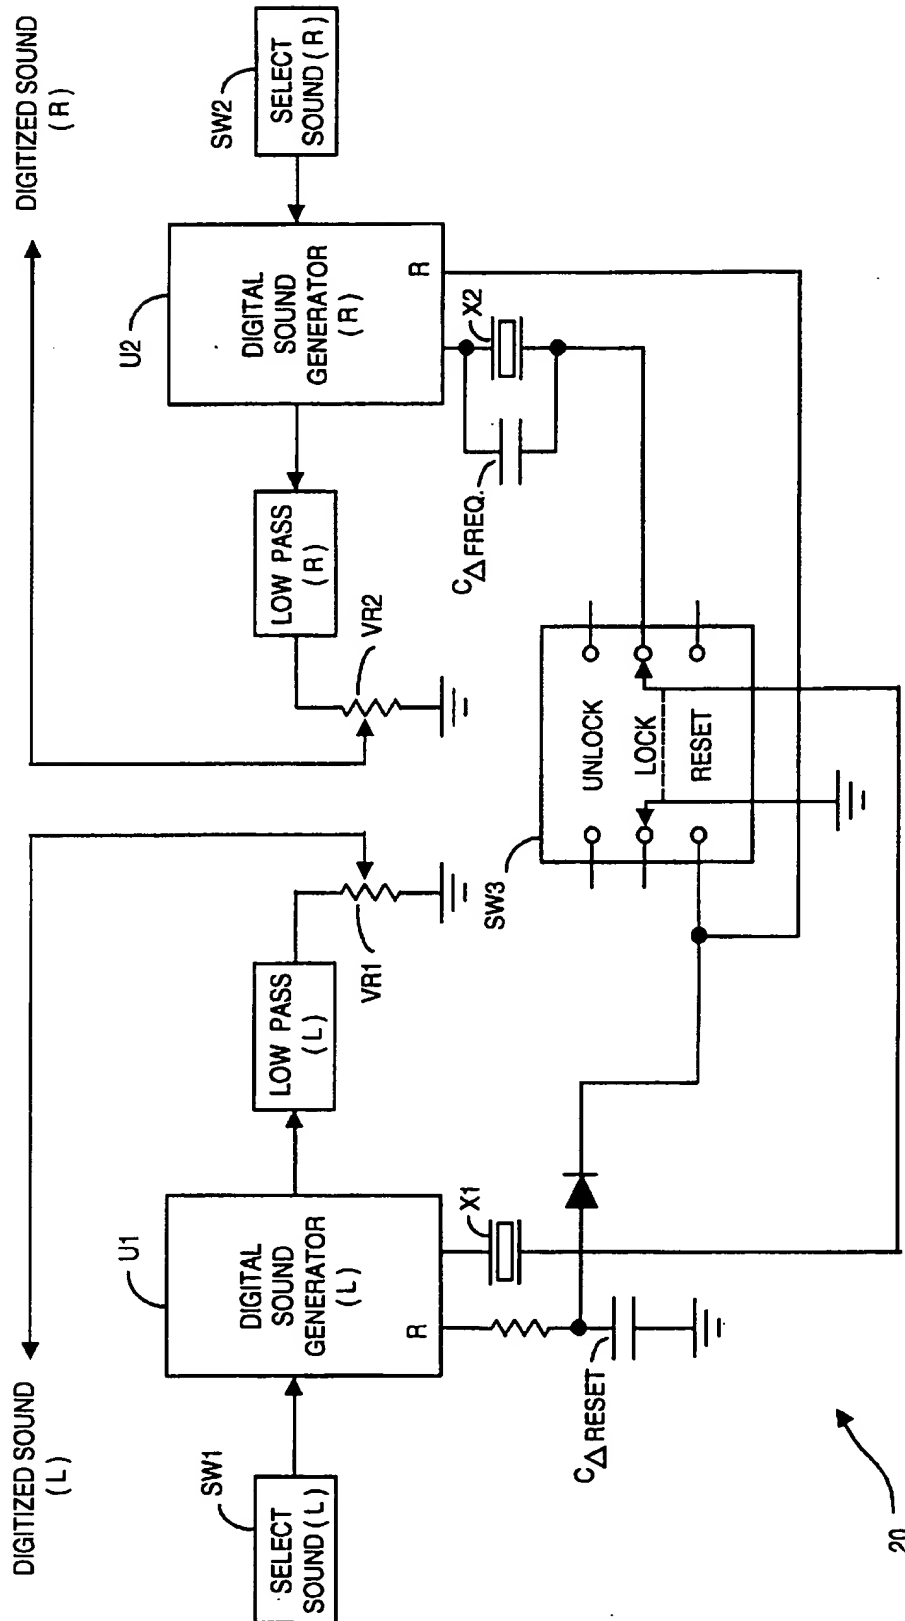 DIGITIZED SOUND
(L)
DIGITIZED SOUND
(R)
SW1
SELECT
SOUND (L)
U1
DIGITAL
SOUND
GENERATOR
(L)
R
X1
LOW PASS
(L)
VR1
LOW PASS
(R)
VR2
U2
DIGITAL
SOUND
GENERATOR
(R)
R
X2
SW2
SELECT
SOUND (R)
C△ FREQ.
C△ RESET
SW3
UNLOCK
LOCK
RESET
20